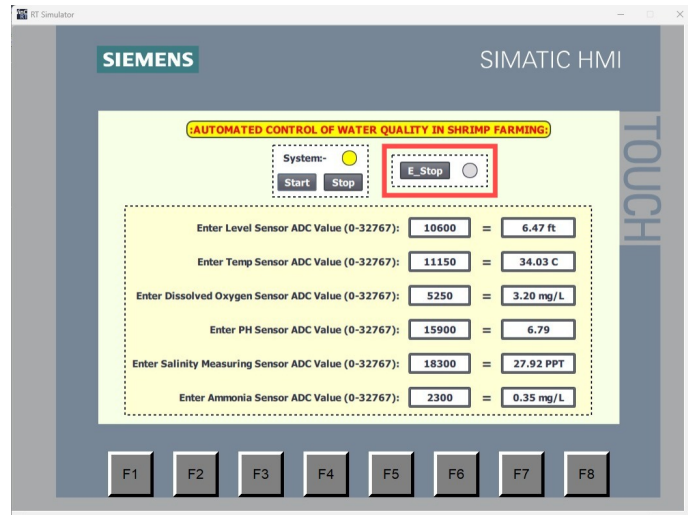 RT Simulator
SIEMENS
SIMATIC HMI
TOUCH
:AUTOMATED CONTROL OF WATER QUALITY IN SHRIMP FARMING:
System:-
Start Stop
E_Stop
Enter Level Sensor ADC Value (0-32767): 10600 = 6.47 ft
Enter Temp Sensor ADC Value (0-32767): 11150 = 34.03 C
Enter Dissolved Oxygen Sensor ADC Value (0-32767): 5250 = 3.20 mg/L
Enter PH Sensor ADC Value (0-32767): 15900 = 6.79
Enter Salinity Measuring Sensor ADC Value (0-32767): 18300 = 27.92 PPT
Enter Ammonia Sensor ADC Value (0-32767): 2300 = 0.35 mg/L
F1 F2 F3 F4 F5 F6 F7 F8